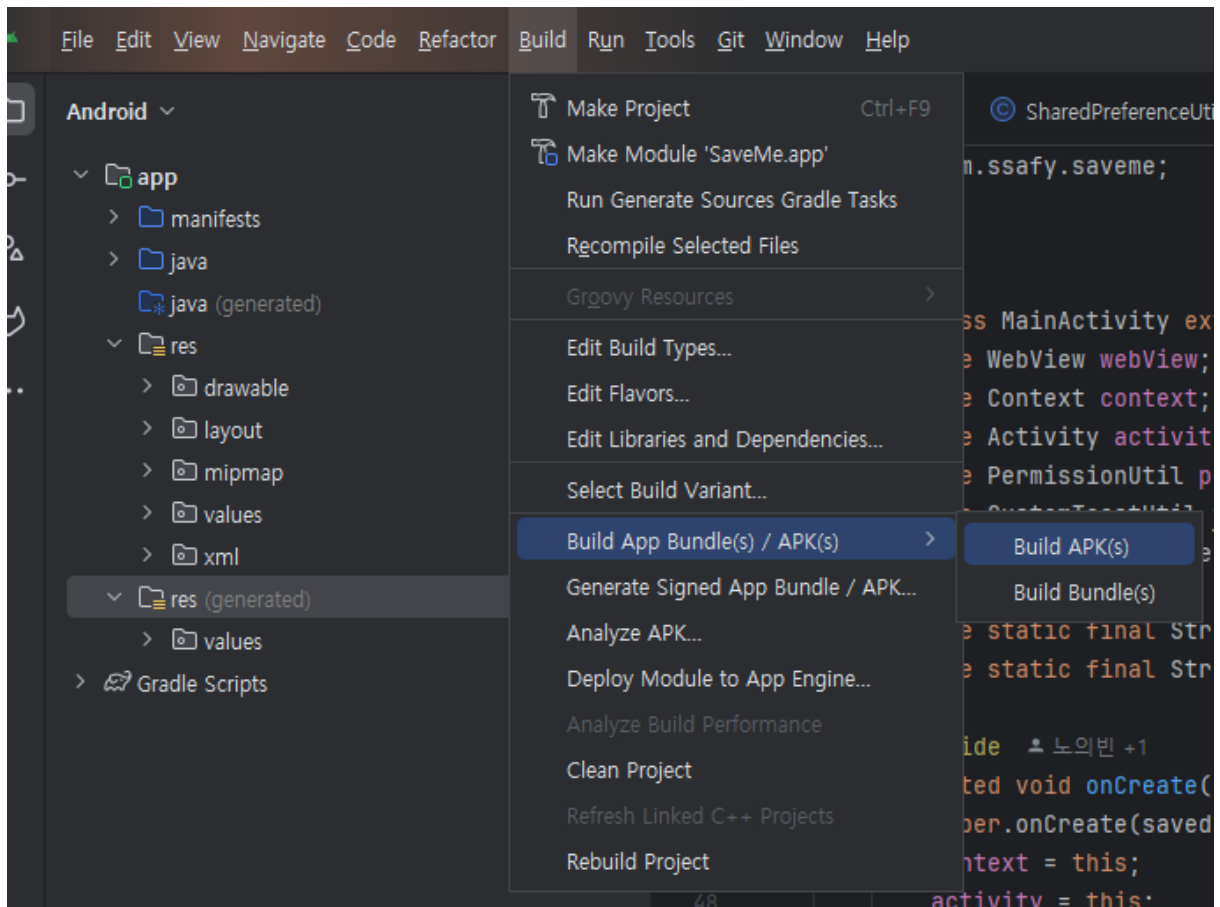 File Edit View Navigate Code Refactor Build Run Tools Git Window Help
Android
app
manifests
java
java (generated)
res
drawable
layout
mipmap
values
xml
res (generated)
values
Gradle Scripts
Make Project Ctrl+F9
Make Module 'SaveMe.app'
Run Generate Sources Gradle Tasks
Recompile Selected Files
Groovy Resources
Edit Build Types...
Edit Flavors...
Edit Libraries and Dependencies...
Select Build Variant...
Build App Bundle(s) / APK(s)
Generate Signed App Bundle / APK...
Analyze APK...
Deploy Module to App Engine...
Analyze Build Performance
Clean Project
Refresh Linked C++ Projects
Rebuild Project
Build APK(s)
Build Bundle(s)
SharedPreferenceUti
m.ssafy.saveme;
ss MainActivity ex
e WebView webView;
e Context context;
e Activity activit
e PermissionUtil p
e static final Str
e static final Str
ide 노의빈 +1
ted void onCreate(
per.onCreate(saved
ntext = this;
48 activity = this;